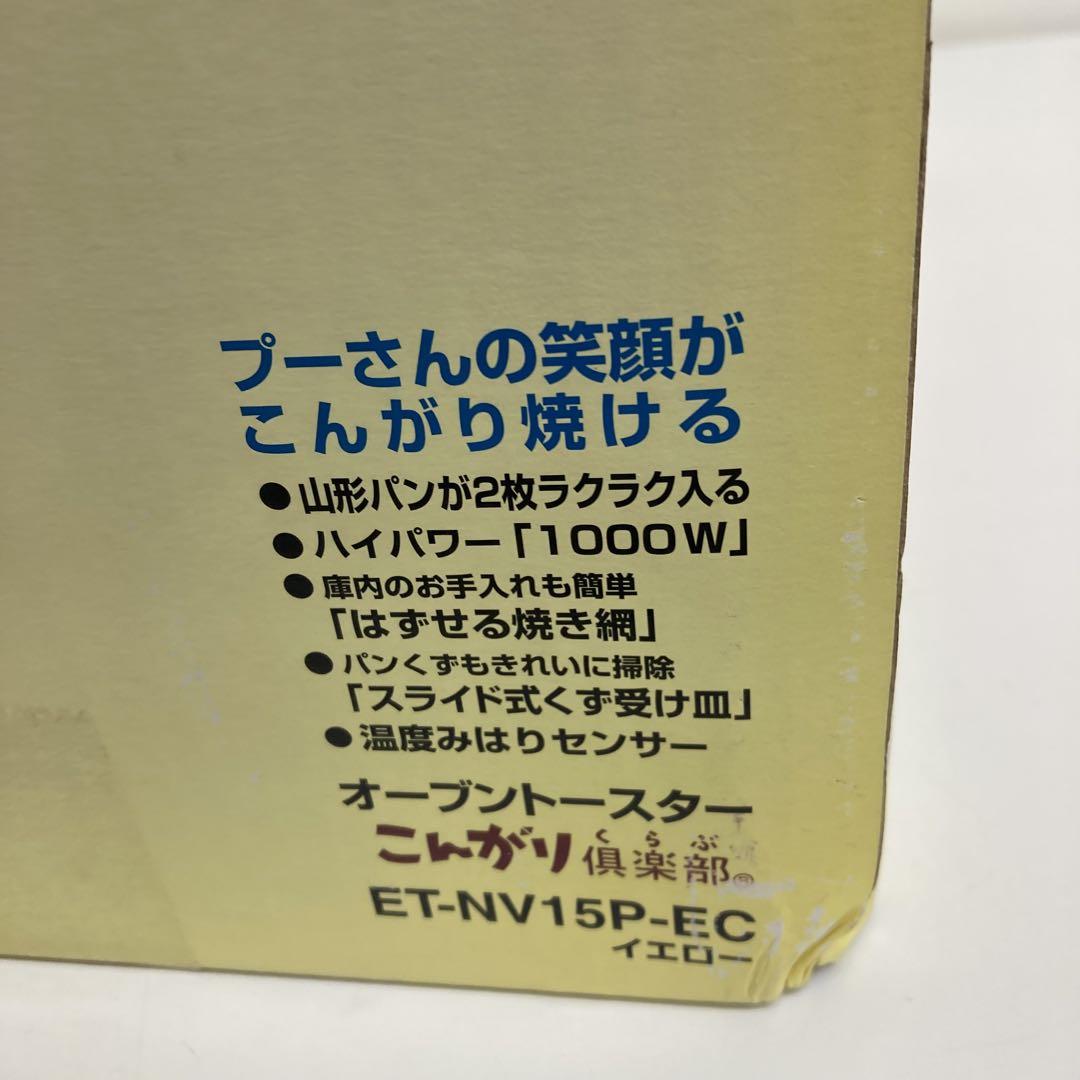 プーさんの笑顔が
こんがり焼ける
●山形パンが2枚ラクラク入る
●ハイパワー「1000W」
●庫内のお手入れも簡単
「はずせる焼き網」
●パンくずもきれいに掃除
「スライド式くず受け皿」
●温度みはりセンサー
オーブントースター
くらぶ
こんがり倶楽部®
ET-NV15P-EC
イエロー